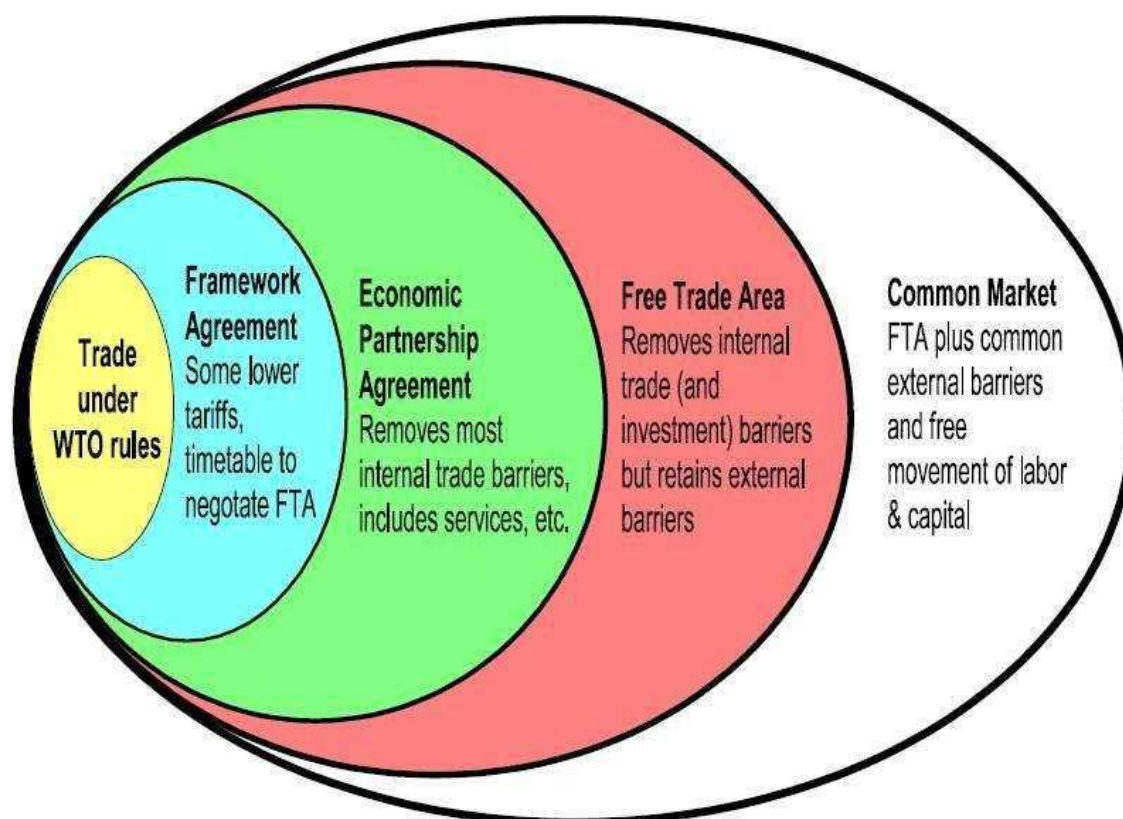 Trade
under
WTO rules
Framework
Agreement
Some lower
tariffs,
timetable to
negotate FTA
Economic
Partnership
Agreement
Removes most
internal trade barriers,
includes services, etc.
Free Trade Area
Removes internal
trade (and
investment) barriers
but retains external
barriers
Common Market
FTA plus common
external barriers
and free
movement of labor
& capital